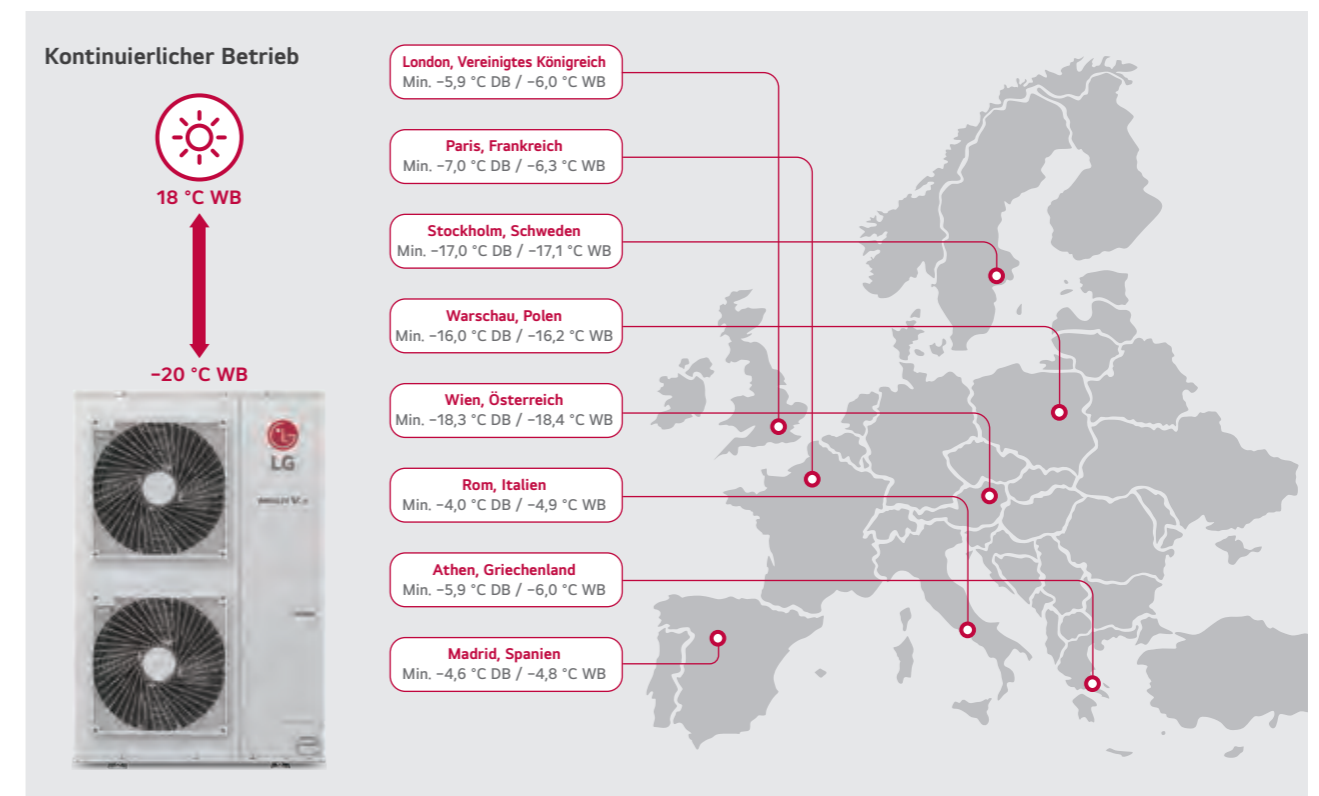 Kontinuierlicher Betrieb
18 °C WB
−20 °C WB
LG
London, Vereinigtes Königreich
Min. −5,9 °C DB / −6,0 °C WB
Paris, Frankreich
Min. −7,0 °C DB / −6,3 °C WB
Stockholm, Schweden
Min. −17,0 °C DB / −17,1 °C WB
Warschau, Polen
Min. −16,0 °C DB / −16,2 °C WB
Wien, Österreich
Min. −18,3 °C DB / −18,4 °C WB
Rom, Italien
Min. −4,0 °C DB / −4,9 °C WB
Athen, Griechenland
Min. −5,9 °C DB / −6,0 °C WB
Madrid, Spanien
Min. −4,6 °C DB / −4,8 °C WB